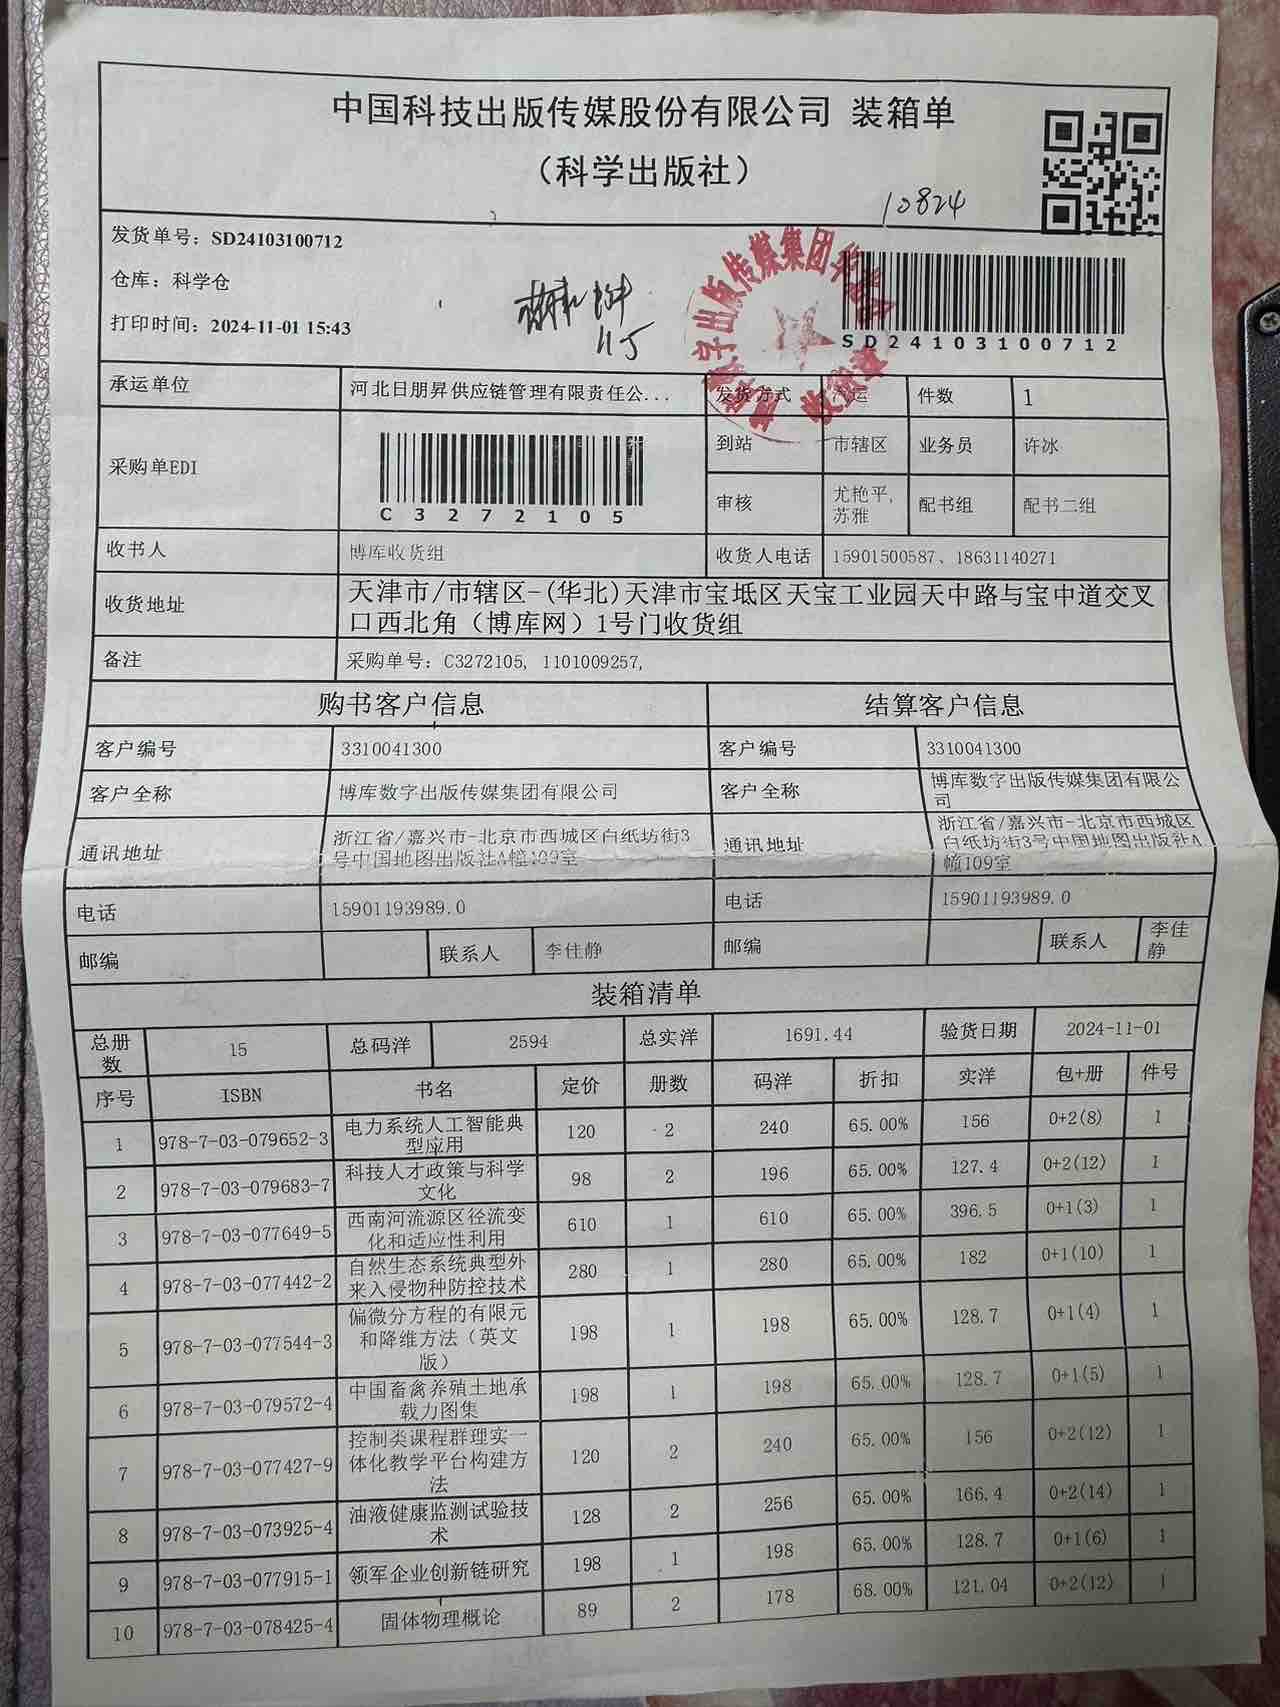 中国科技出版传媒股份有限公司 装箱单
（科学出版社）
10824
发货单号：SD24103100712
仓库：科学仓
打印时间：2024-11-01 15:43
11.5
SD24103100712
承运单位 河北日朋昇供应链管理有限责任公... 发货方式 汽运 件数 1
采购单EDI C3272105 到站 市辖区 业务员 许冰
审核 尤艳平,苏雅 配书组 配书二组
收书人 博库收货组 收货人电话 15901500587、18631140271
收货地址 天津市/市辖区-(华北)天津市宝坻区天宝工业园天中路与宝中道交叉
口西北角（博库网）1号门收货组
备注 采购单号：C3272105, 1101009257,
购书客户信息 结算客户信息
客户编号 3310041300 客户编号 3310041300
客户全称 博库数字出版传媒集团有限公司 客户全称 博库数字出版传媒集团有限公司
通讯地址 浙江省/嘉兴市-北京市西城区白纸坊街3号中国地图出版社A幢109室 通讯地址 浙江省/嘉兴市-北京市西城区白纸坊街3号中国地图出版社A幢109室
电话 15901193989.0 电话 15901193989.0
邮编 联系人 李佳静 邮编 联系人 李佳静
装箱清单
总册数 15 总码洋 2594 总实洋 1691.44 验货日期 2024-11-01
序号 ISBN 书名 定价 册数 码洋 折扣 实洋 包+册 件号
1 978-7-03-079652-3 电力系统人工智能典型应用 120 2 240 65.00% 156 0+2(8) 1
2 978-7-03-079683-7 科技人才政策与科学文化 98 2 196 65.00% 127.4 0+2(12) 1
3 978-7-03-077649-5 西南河流源区径流变化和适应性利用 610 1 610 65.00% 396.5 0+1(3) 1
4 978-7-03-077442-2 自然生态系统典型外来入侵物种防控技术 280 1 280 65.00% 182 0+1(10) 1
5 978-7-03-077544-3 偏微分方程的有限元和降维方法（英文版） 198 1 198 65.00% 128.7 0+1(4) 1
6 978-7-03-079572-4 中国畜禽养殖土地承载力图集 198 1 198 65.00% 128.7 0+1(5) 1
7 978-7-03-077427-9 控制类课程群理实一体化教学平台构建方法 120 2 240 65.00% 156 0+2(12) 1
8 978-7-03-073925-4 油液健康监测试验技术 128 2 256 65.00% 166.4 0+2(14) 1
9 978-7-03-077915-1 领军企业创新链研究 198 1 198 65.00% 128.7 0+1(6) 1
10 978-7-03-078425-4 固体物理概论 89 2 178 68.00% 121.04 0+2(12) 1